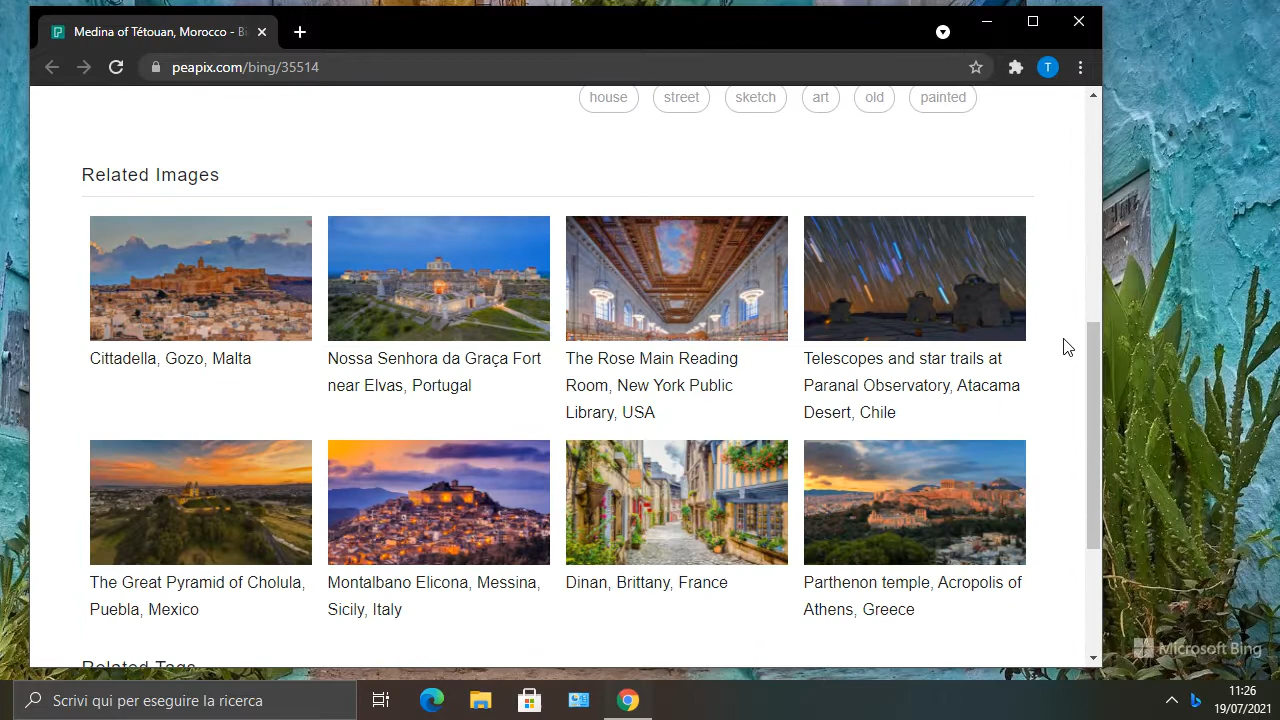 Medina of Tétouan, Morocco - B
peapix.com/bing/35514
T
house street sketch art old painted
Related Images
Cittadella, Gozo, Malta
Nossa Senhora da Graça Fort
near Elvas, Portugal
The Rose Main Reading
Room, New York Public
Library, USA
Telescopes and star trails at
Paranal Observatory, Atacama
Desert, Chile
The Great Pyramid of Cholula,
Puebla, Mexico
Montalbano Elicona, Messina,
Sicily, Italy
Dinan, Brittany, France
Parthenon temple, Acropolis of
Athens, Greece
Related Tags
Microsoft Bing
Scrivi qui per eseguire la ricerca
11:26
19/07/2021